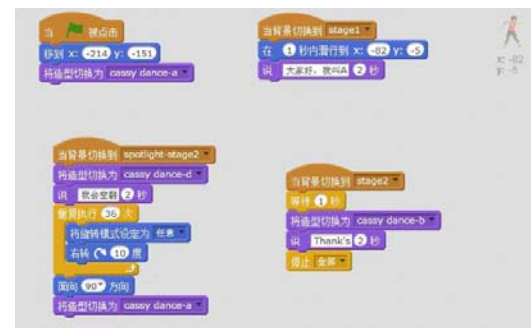 当 被点击
移到 x: -214 y: -151
将造型切换为 cassy dance-a
当背景切换到 stage1
在 1 秒内滑行到 x: -82 y: -5
说 大家好，我叫A 2 秒
x: -82
y: -5
当背景切换到 spotlight-stage2
将造型切换为 cassy dance-d
说 我会空翻 2 秒
重复执行 36 次
将旋转模式设定为 任意
右转 10 度
面向 90 方向
将造型切换为 cassy dance-a
当背景切换到 stage2
等待 1 秒
将造型切换为 cassy dance-b
说 Thank's 2 秒
停止 全部